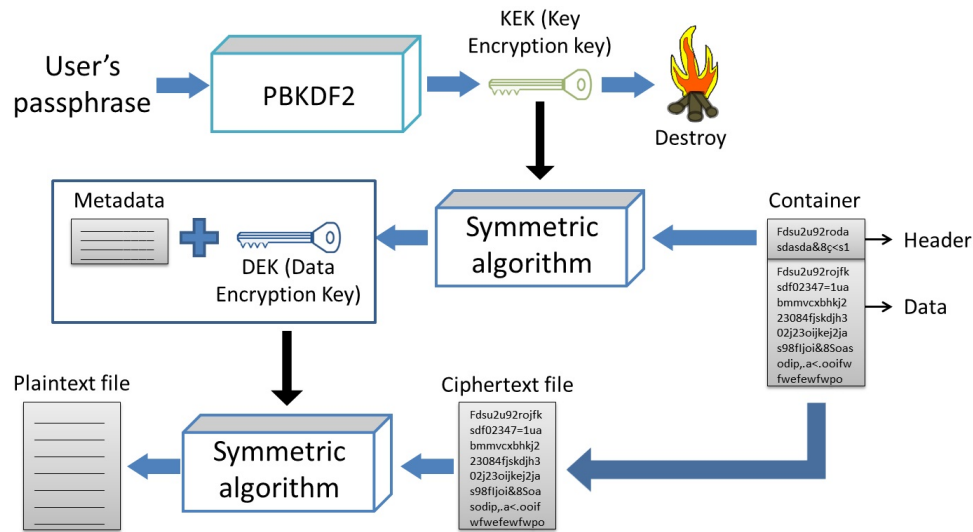 KEK (Key
Encryption key)
User's
passphrase
PBKDF2
Destroy
Metadata
DEK (Data
Encryption Key)
Symmetric
algorithm
Container
Fdsu2u92roda
sdasda&8ç<s1
Header
Fdsu2u92rojfk
sdf02347=1ua
bmmvcxbhkj2
23084fjskdjh3
02j23oijkej2ja
s98fIjoi&8Soas
odip,.a<.ooifw
fwefewfwpo
Data
Plaintext file
Symmetric
algorithm
Ciphertext file
Fdsu2u92rojfk
sdf02347=1ua
bmmvcxbhkj2
23084fjskdjh3
02j23oijkej2ja
s98fIjoi&8Soa
sodip,.a<.ooif
wfwefewfwpo